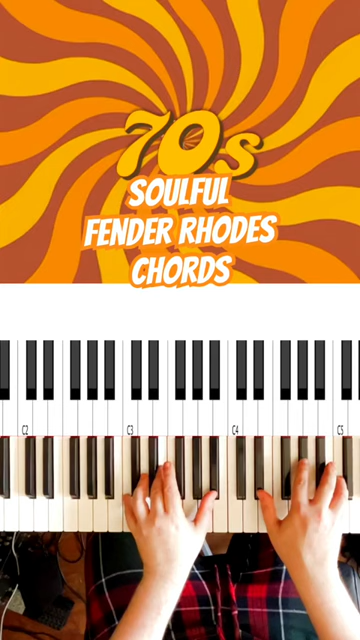 70s
SOULFUL
FENDER RHODES
CHORDS
C2 C3 C4 C5